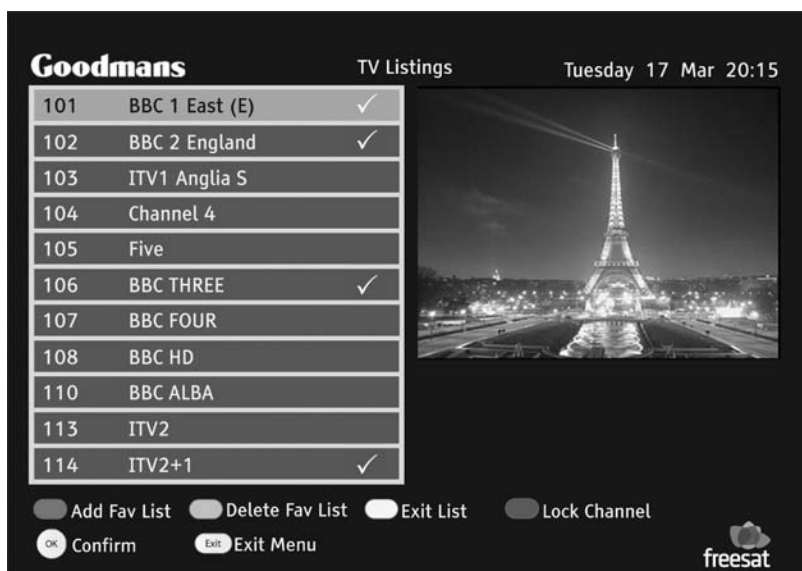 Goodmans TV Listings Tuesday 17 Mar 20:15
101 BBC 1 East (E) ✓
102 BBC 2 England ✓
103 ITV1 Anglia S
104 Channel 4
105 Five
106 BBC THREE ✓
107 BBC FOUR
108 BBC HD
110 BBC ALBA
113 ITV2
114 ITV2+1 ✓
Add Fav List Delete Fav List Exit List Lock Channel
OK Confirm Exit Exit Menu
freesat